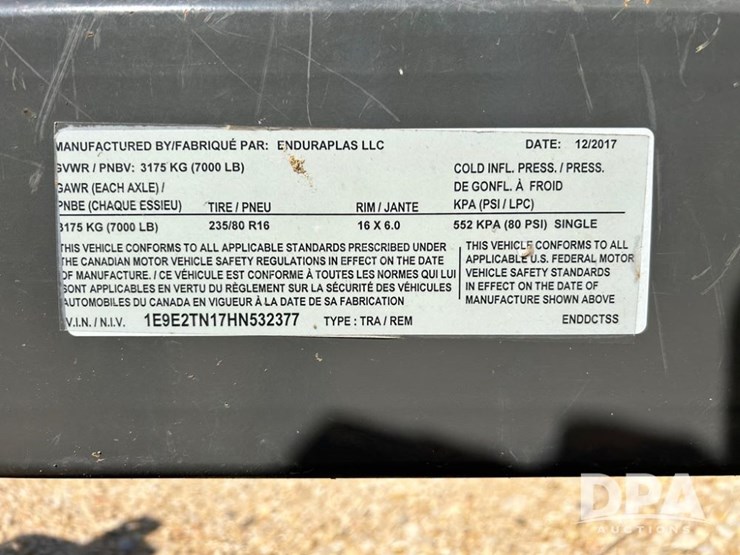 MANUFACTURED BY/FABRIQUÉ PAR: ENDURAPLAS LLC DATE: 12/2017
GVWR / PNBV: 3175 KG (7000 LB)
GAWR (EACH AXLE) /
PNBE (CHAQUE ESSIEU) TIRE / PNEU RIM / JANTE
COLD INFL. PRESS. / PRESS.
DE GONFL. À FROID
KPA (PSI / LPC)
3175 KG (7000 LB) 235/80 R16 16 X 6.0 552 KPA (80 PSI) SINGLE
THIS VEHICLE CONFORMS TO ALL APPLICABLE STANDARDS PRESCRIBED UNDER
THE CANADIAN MOTOR VEHICLE SAFETY REGULATIONS IN EFFECT ON THE DATE
OF MANUFACTURE. / CE VÉHICULE EST CONFORME À TOUTES LES NORMES QUI LUI
SONT APPLICABLES EN VERTU DU RÈGLEMENT SUR LA SÉCURITÉ DES VÉHICULES
AUTOMOBILES DU CANADA EN VIGUEUR À LA DATE DE SA FABRICATION
THIS VEHICLE CONFORMS TO ALL
APPLICABLE U.S. FEDERAL MOTOR
VEHICLE SAFETY STANDARDS
IN EFFECT ON THE DATE OF
MANUFACTURE SHOWN ABOVE
V.I.N. / N.I.V. 1E9E2TN17HN532377 TYPE : TRA / REM ENDDCTSS
DPA
AUCTIONS